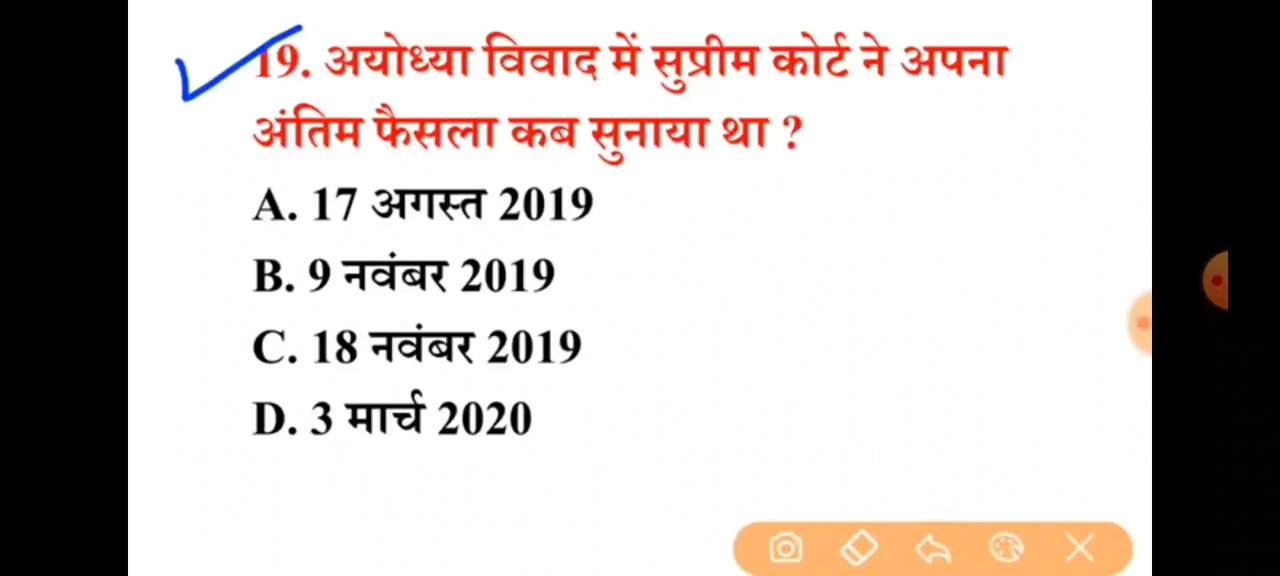 19. अयोध्या विवाद में सुप्रीम कोर्ट ने अपना
अंतिम फैसला कब सुनाया था ?
A. 17 अगस्त 2019
B. 9 नवंबर 2019
C. 18 नवंबर 2019
D. 3 मार्च 2020